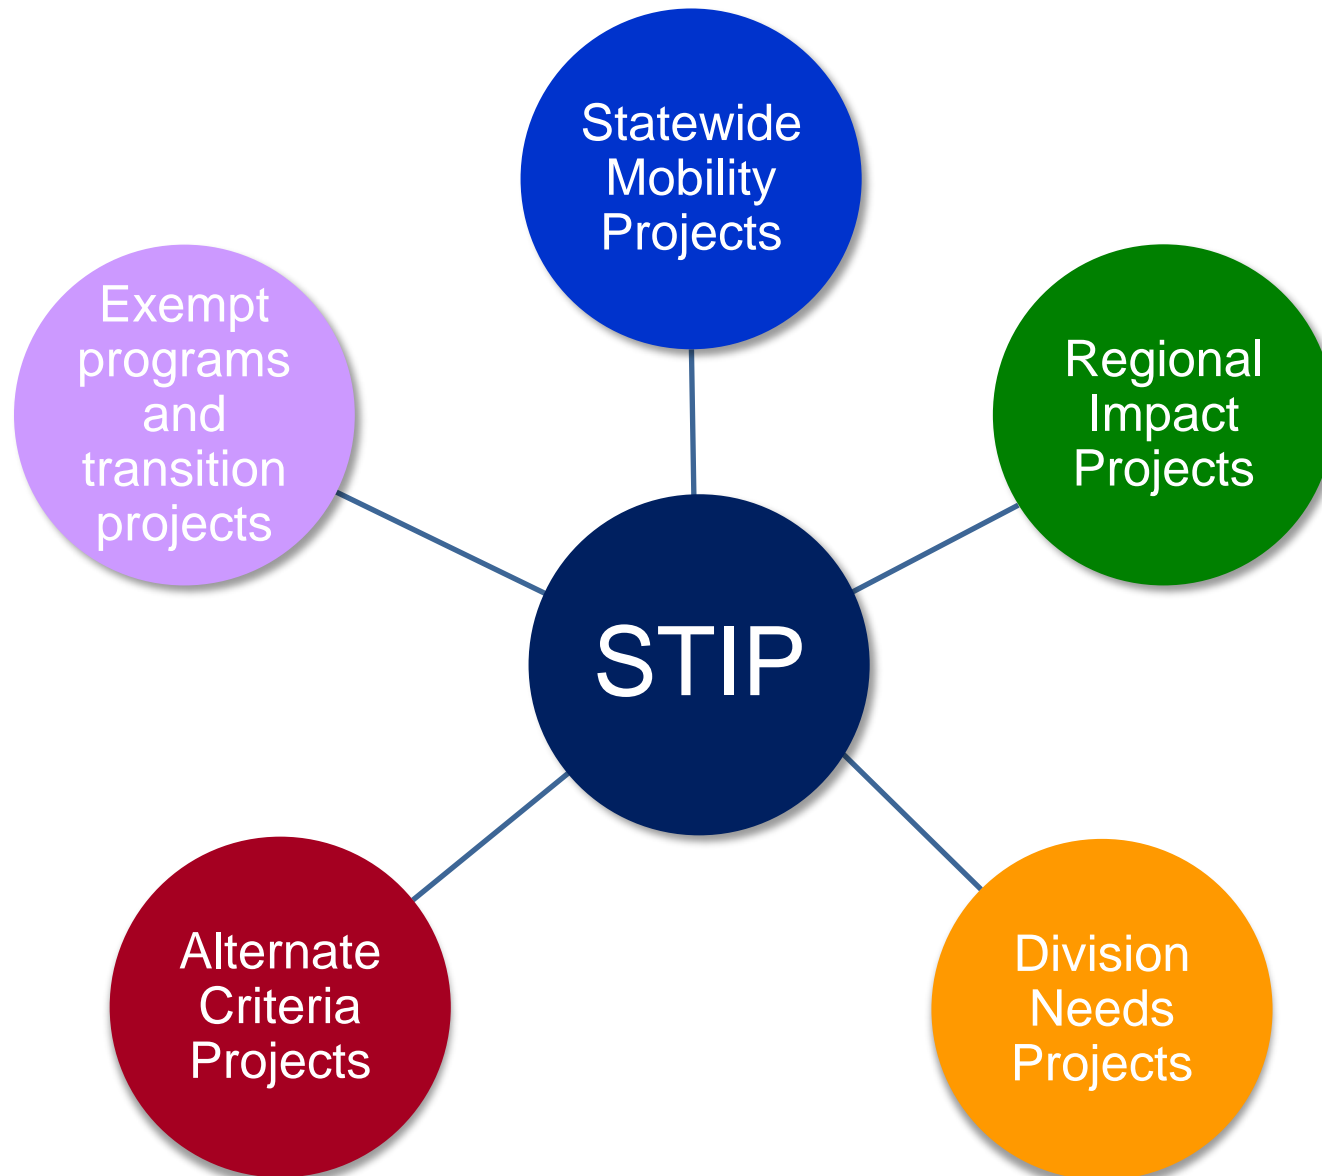 Statewide
Mobility
Projects
Exempt
programs
and
transition
projects
Regional
Impact
Projects
STIP
Alternate
Criteria
Projects
Division
Needs
Projects